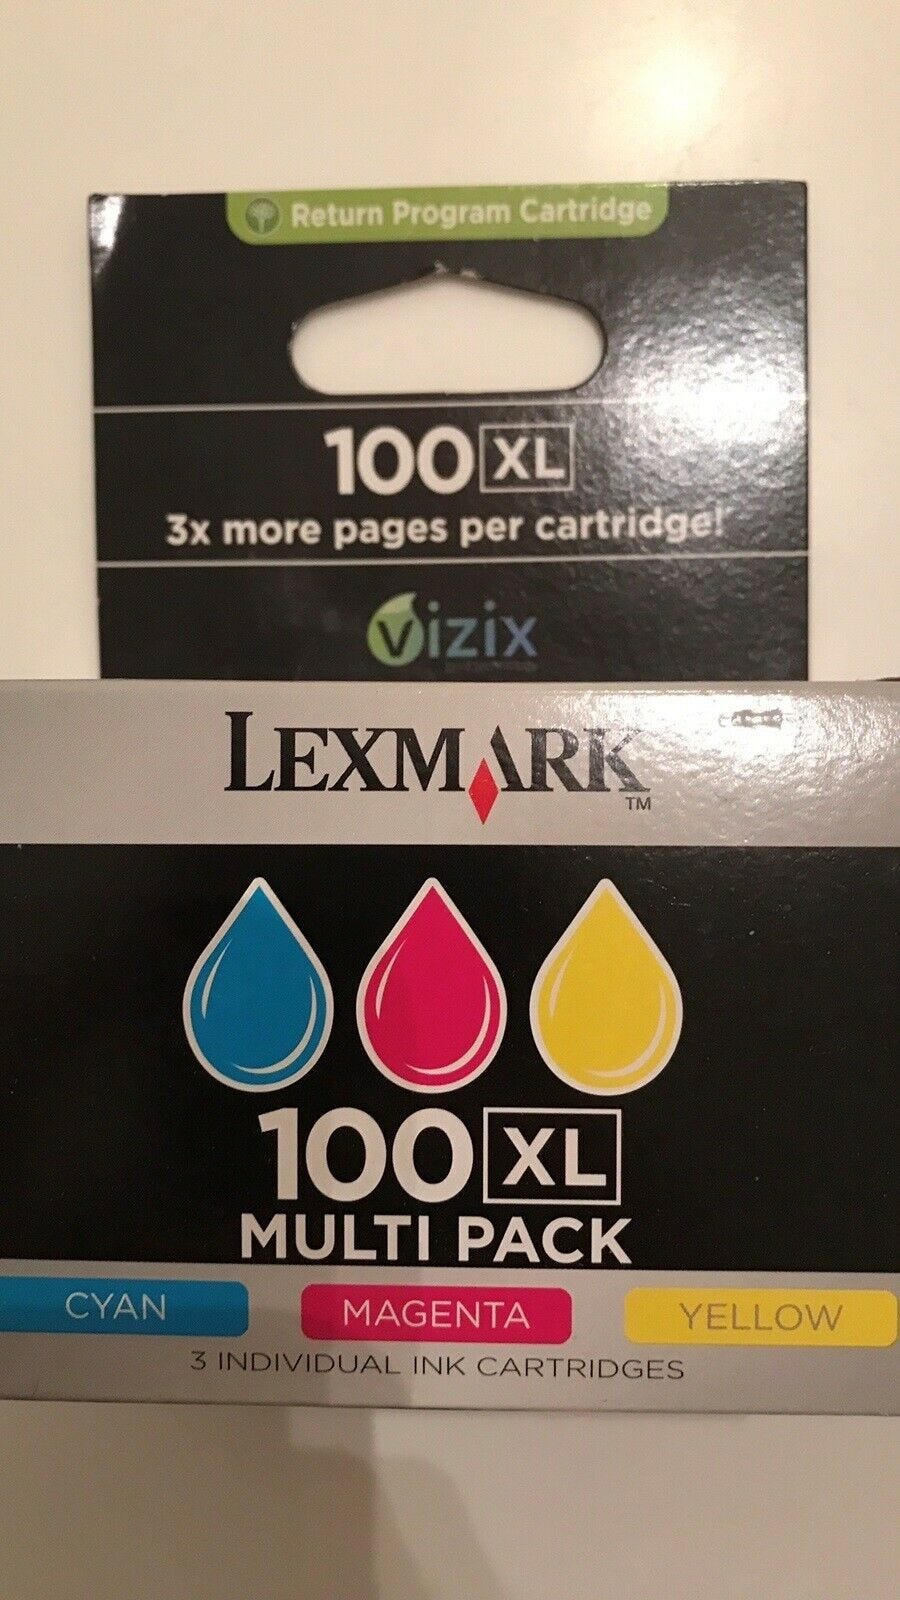 Return Program Cartridge
100 XL
3x more pages per cartridge!
vizix
LEXMARK™
100 XL
MULTI PACK
CYAN MAGENTA YELLOW
3 INDIVIDUAL INK CARTRIDGES